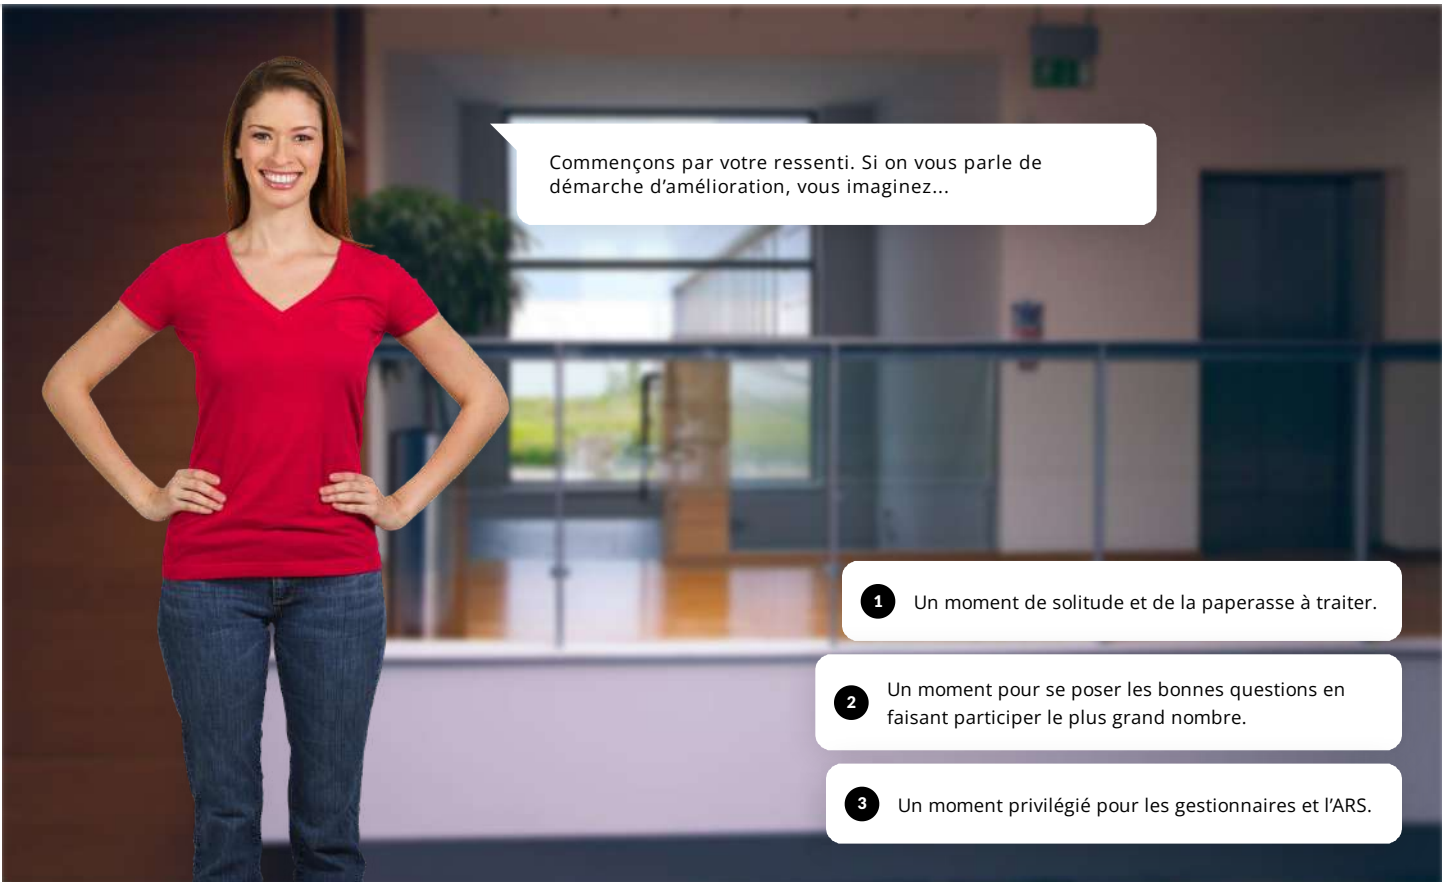 Commençons par votre ressenti. Si on vous parle de
démarche d’amélioration, vous imaginez...
1 Un moment de solitude et de la paperasse à traiter.
2 Un moment pour se poser les bonnes questions en
faisant participer le plus grand nombre.
3 Un moment privilégié pour les gestionnaires et l’ARS.